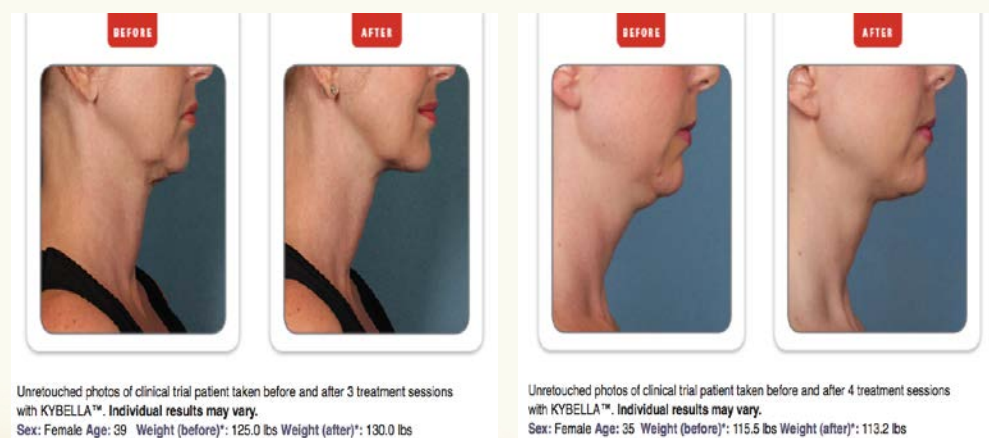 BEFORE
AFTER
Unretouched photos of clinical trial patient taken before and after 3 treatment sessions
with KYBELLA™. Individual results may vary.
Sex: Female Age: 39 Weight (before)*: 125.0 lbs Weight (after)*: 130.0 lbs
BEFORE
AFTER
Unretouched photos of clinical trial patient taken before and after 4 treatment sessions
with KYBELLA™. Individual results may vary.
Sex: Female Age: 35 Weight (before)*: 115.5 lbs Weight (after)*: 113.2 lbs